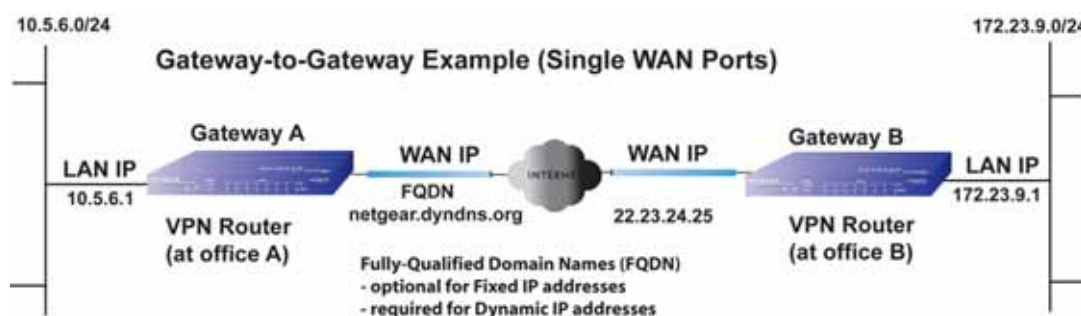 10.5.6.0/24
172.23.9.0/24
Gateway-to-Gateway Example (Single WAN Ports)
Gateway A
Gateway B
LAN IP
10.5.6.1
WAN IP
FQDN
netgear.dyndns.org
INTERNE
WAN IP
22.23.24.25
LAN IP
172.23.9.1
VPN Router
(at office A)
VPN Router
(at office B)
Fully-Qualified Domain Names (FQDN)
- optional for Fixed IP addresses
- required for Dynamic IP addresses